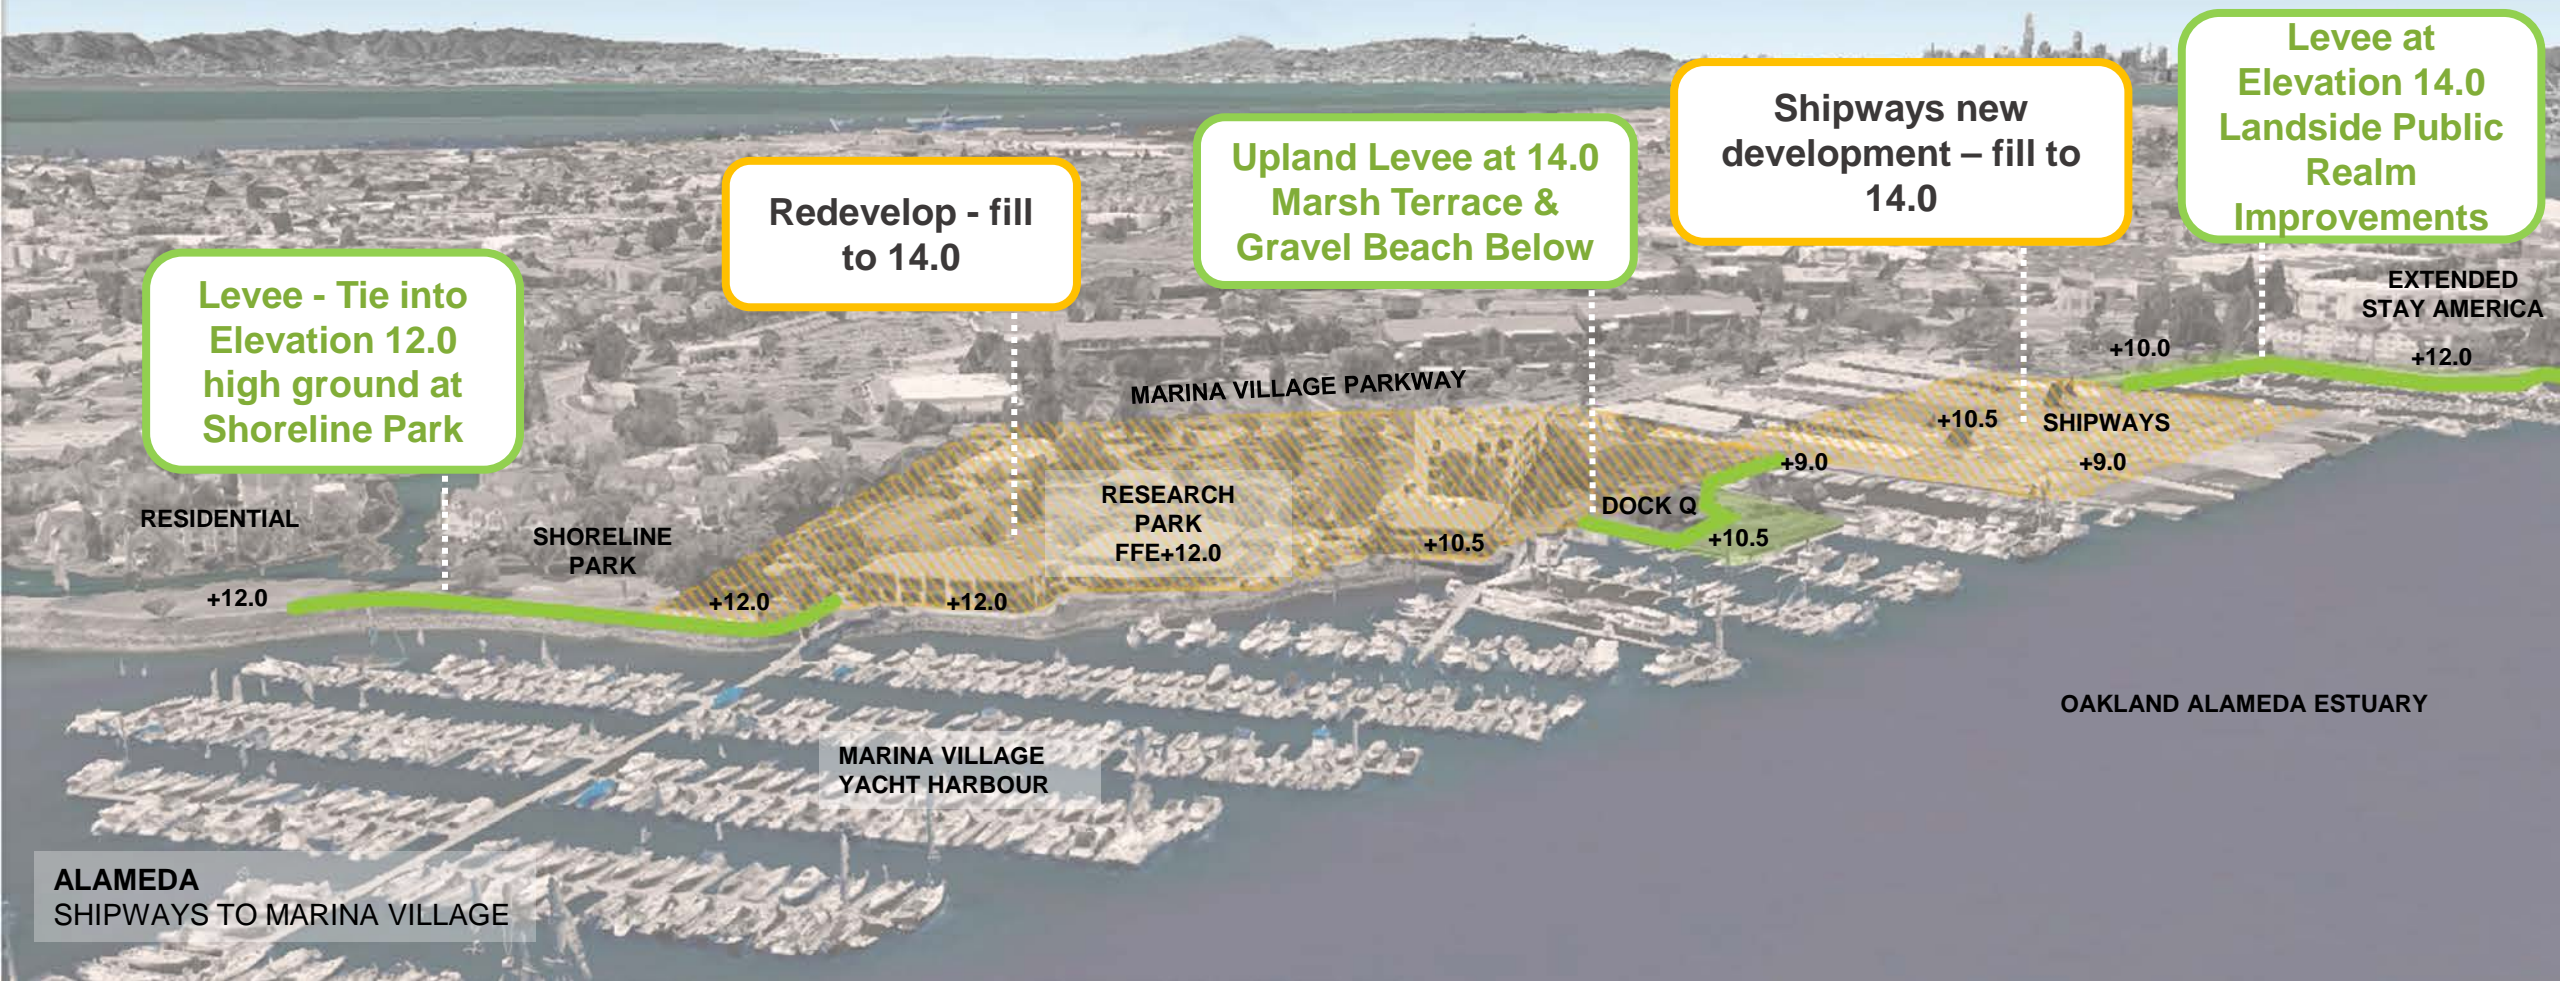 Levee at
Elevation 14.0
Landside Public
Realm
Improvements
Shipways new
development – fill to
14.0
Upland Levee at 14.0
Marsh Terrace &
Gravel Beach Below
Redevelop - fill
to 14.0
Levee - Tie into
Elevation 12.0
high ground at
Shoreline Park
EXTENDED
STAY AMERICA
+10.0
+12.0
MARINA VILLAGE PARKWAY
+10.5
SHIPWAYS
+9.0
+9.0
RESEARCH
PARK
FFE+12.0
DOCK Q
+10.5
+10.5
RESIDENTIAL
SHORELINE
PARK
+12.0
+12.0
+12.0
OAKLAND ALAMEDA ESTUARY
MARINA VILLAGE
YACHT HARBOUR
ALAMEDA
SHIPWAYS TO MARINA VILLAGE